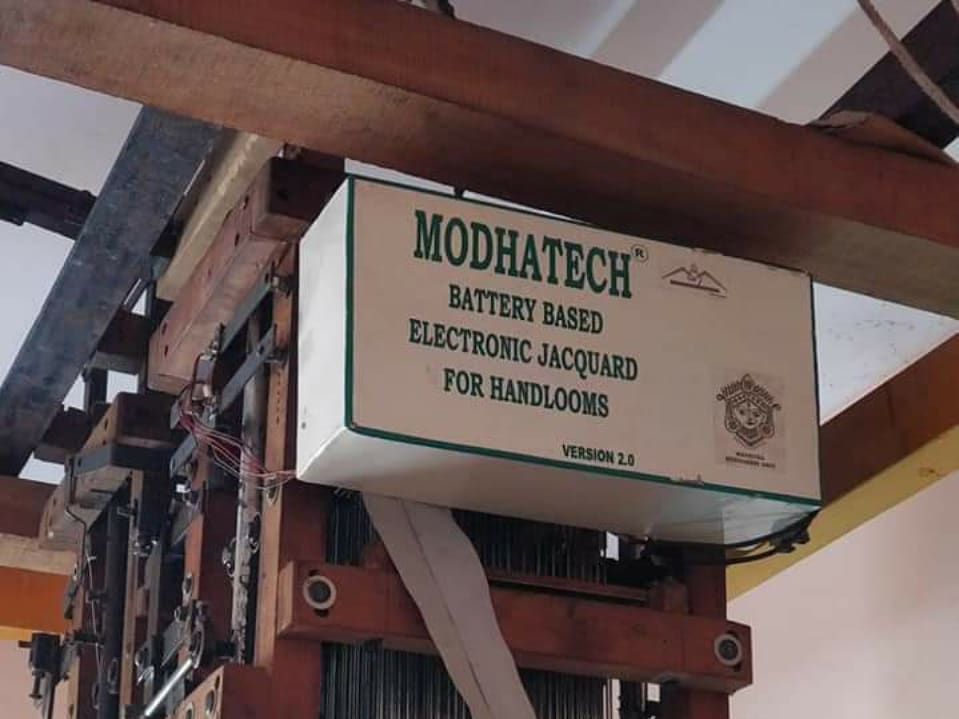 MODHATECH®
BATTERY BASED
ELECTRONIC JACQUARD
FOR HANDLOOMS
VERSION 2.0